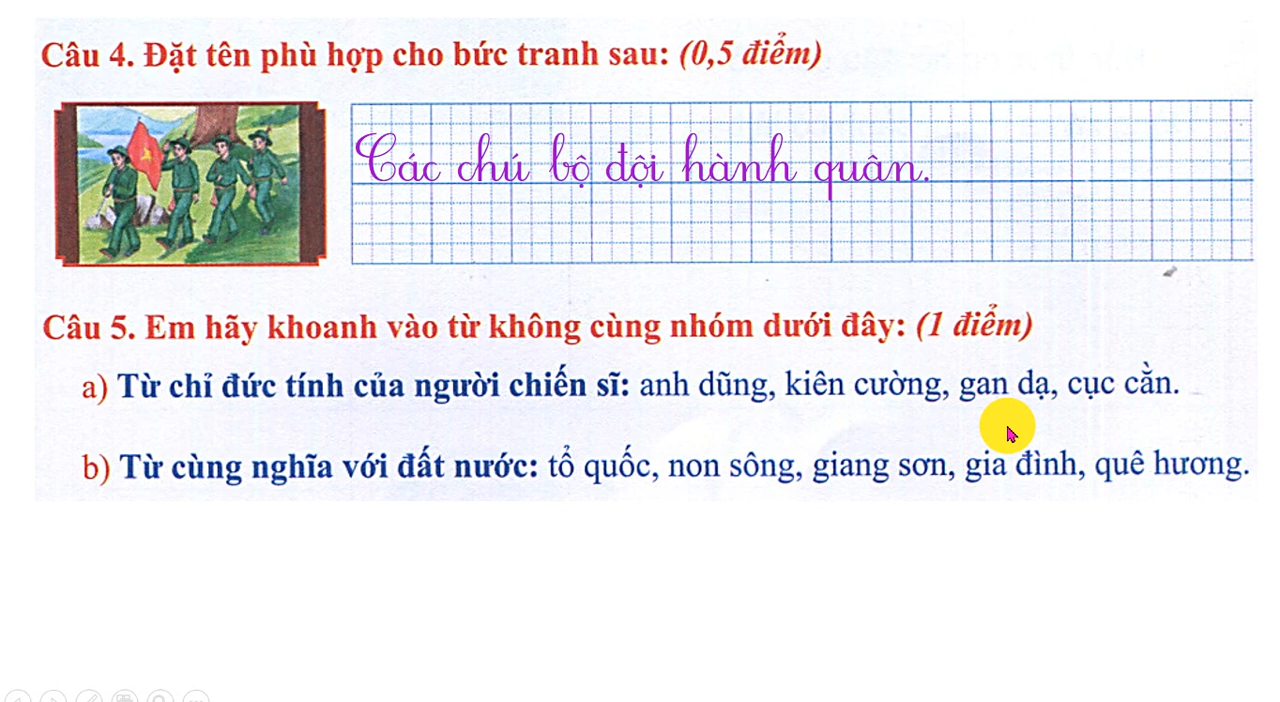 Câu 4. Đặt tên phù hợp cho bức tranh sau: (0,5 điểm)
Các chú bộ đội hành quân.
Câu 5. Em hãy khoanh vào từ không cùng nhóm dưới đây: (1 điểm)
a) Từ chỉ đức tính của người chiến sĩ: anh dũng, kiên cường, gan dạ, cục cằn.
b) Từ cùng nghĩa với đất nước: tổ quốc, non sông, giang sơn, gia đình, quê hương.